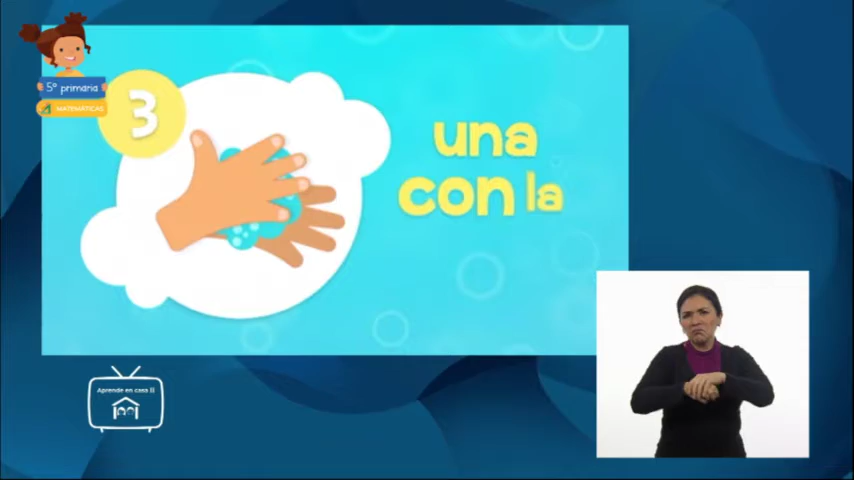 5º primaria
MATEMÁTICAS
3
una
con la
Aprende en casa II